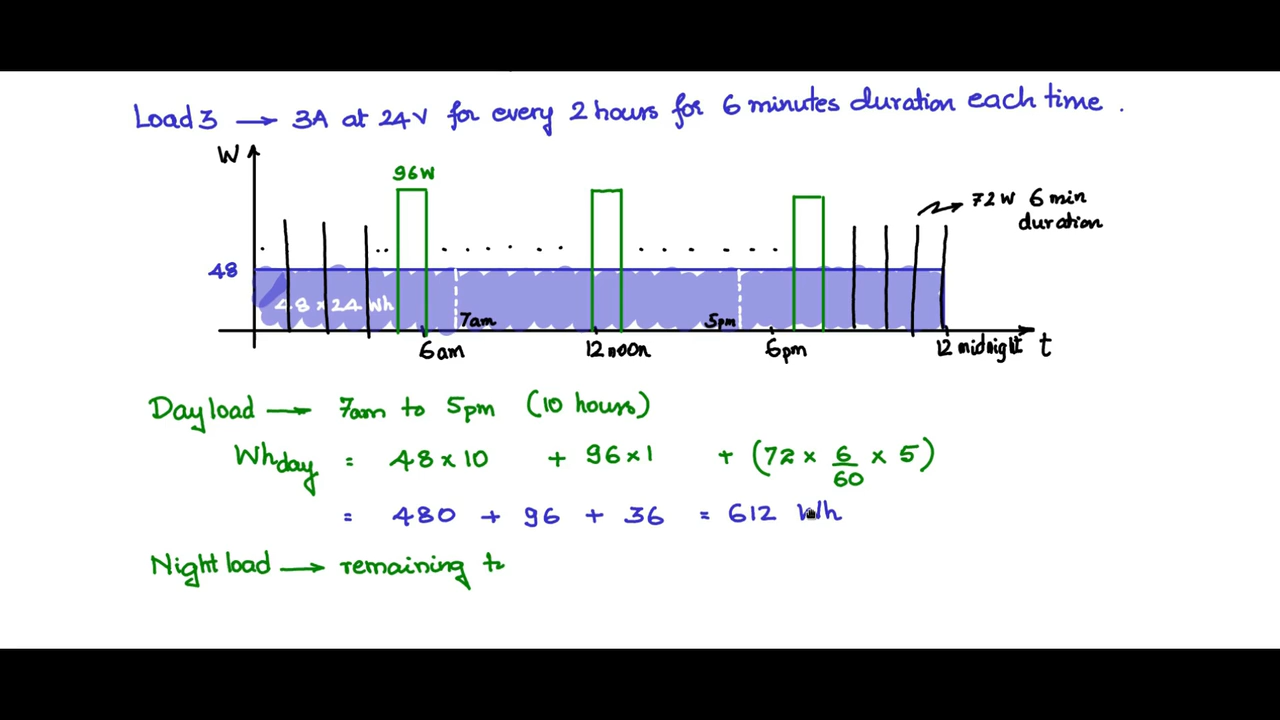 Load 3 → 3A at 24V for every 2 hours for 6 minutes duration each time .
W
96W
72W 6 min
duration
48
48 × 24 Wh
7am
5pm
6am
12 noon
6pm
12 midnight
t
Day load → 7am to 5pm (10 hours)
Wh day = 48 × 10 + 96 × 1 + (72 × 6/60 × 5)
= 480 + 96 + 36 = 612 Wh
Night load → remaining